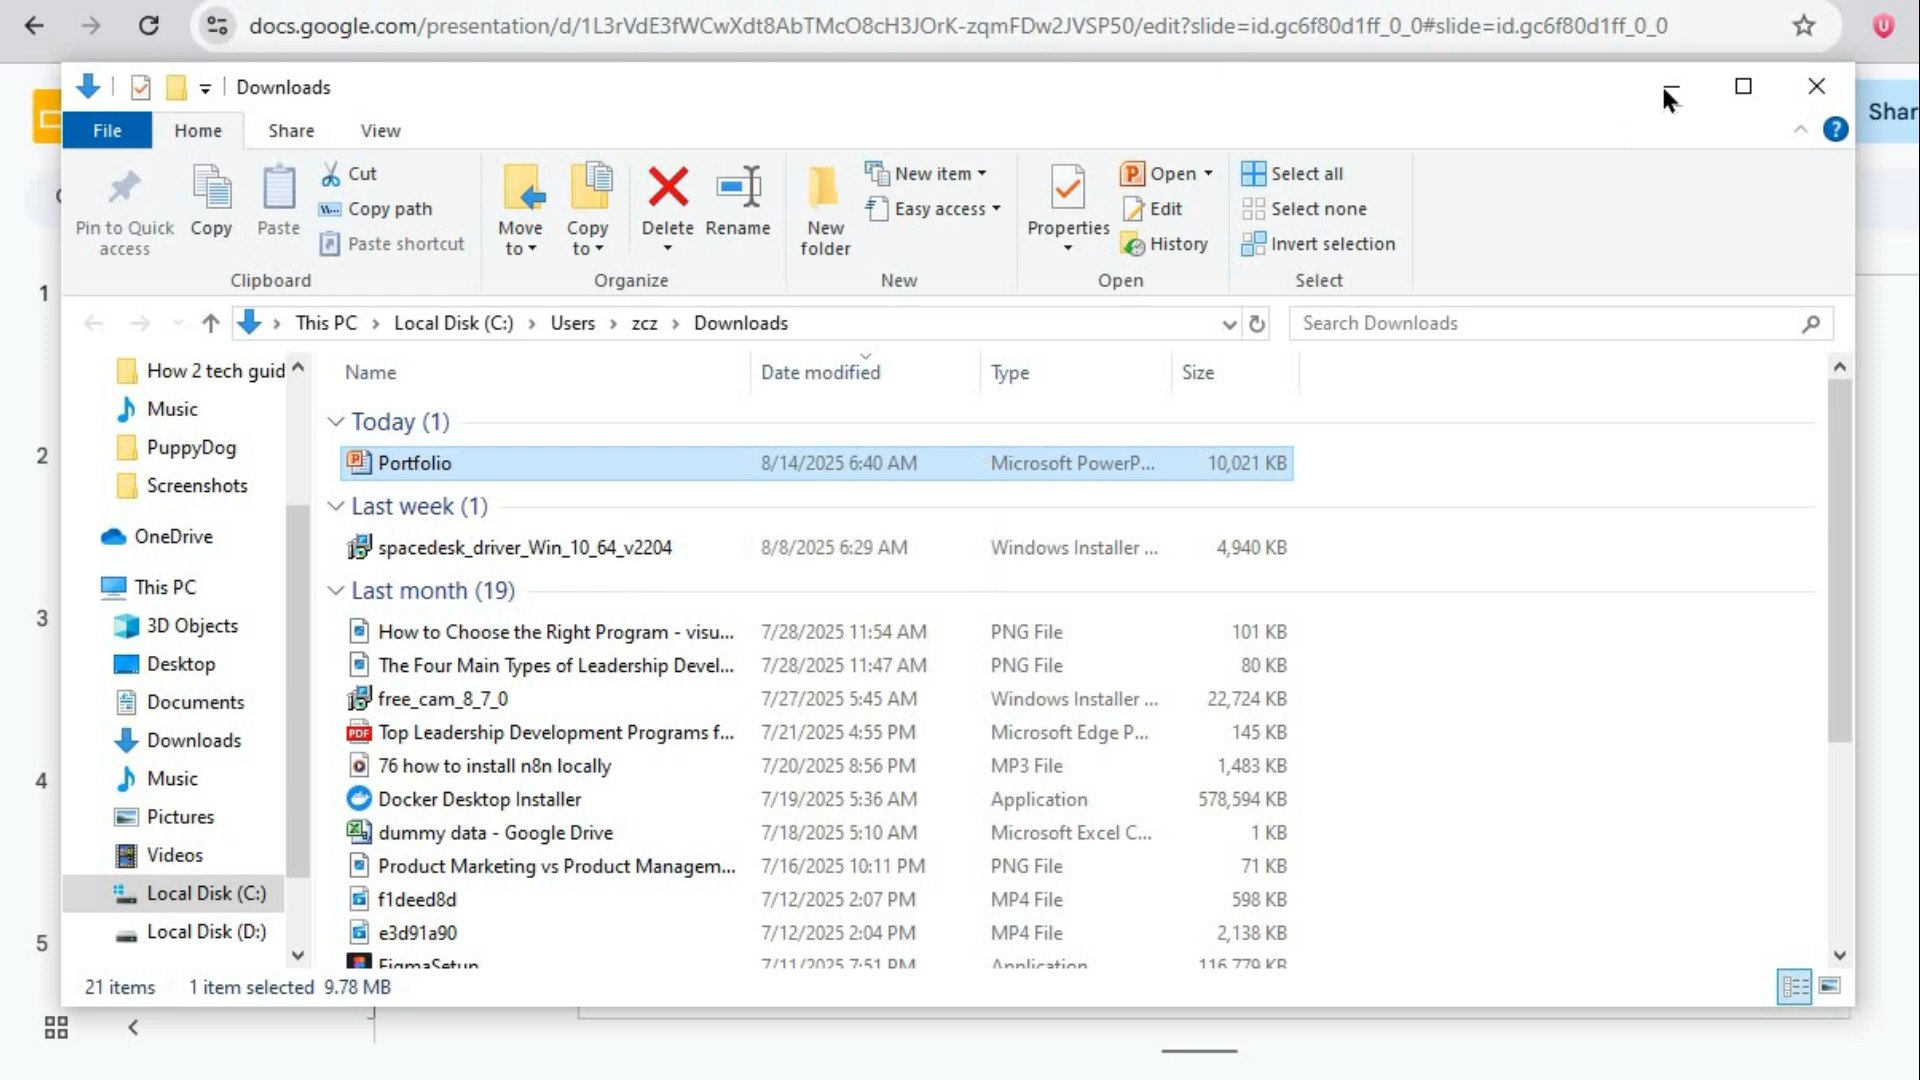 docs.google.com/presentation/d/1L3rVdE3fWCwXdt8AbTMcO8cH3JOrK-zqmFDw2JVSP50/edit?slide=id.gc6f80d1ff_0_0#slide=id.gc6f80d1ff_0_0
Downloads
Shar
File Home Share View
Pin to Quick access
Copy
Paste
Cut
Copy path
Paste shortcut
Clipboard
Move to
Copy to
Delete
Rename
Organize
New folder
New item
Easy access
New
Properties
Open
Edit
History
Open
Select all
Select none
Invert selection
Select
This PC > Local Disk (C:) > Users > zcz > Downloads
Search Downloads
1
2
3
4
5
How 2 tech guid
Music
PuppyDog
Screenshots
OneDrive
This PC
3D Objects
Desktop
Documents
Downloads
Music
Pictures
Videos
Local Disk (C:)
Local Disk (D:)
Name Date modified Type Size
Today (1)
Portfolio 8/14/2025 6:40 AM Microsoft PowerP... 10,021 KB
Last week (1)
spacedesk_driver_Win_10_64_v2204 8/8/2025 6:29 AM Windows Installer ... 4,940 KB
Last month (19)
How to Choose the Right Program - visu... 7/28/2025 11:54 AM PNG File 101 KB
The Four Main Types of Leadership Devel... 7/28/2025 11:47 AM PNG File 80 KB
free_cam_8_7_0 7/27/2025 5:45 AM Windows Installer ... 22,724 KB
Top Leadership Development Programs f... 7/21/2025 4:55 PM Microsoft Edge P... 145 KB
76 how to install n8n locally 7/20/2025 8:56 PM MP3 File 1,483 KB
Docker Desktop Installer 7/19/2025 5:36 AM Application 578,594 KB
dummy data - Google Drive 7/18/2025 5:10 AM Microsoft Excel C... 1 KB
Product Marketing vs Product Managem... 7/16/2025 10:11 PM PNG File 71 KB
f1deed8d 7/12/2025 2:07 PM MP4 File 598 KB
e3d91a90 7/12/2025 2:04 PM MP4 File 2,138 KB
FigmaSetup 7/11/2025 7:51 PM Application 116,779 KB
21 items 1 item selected 9.78 MB